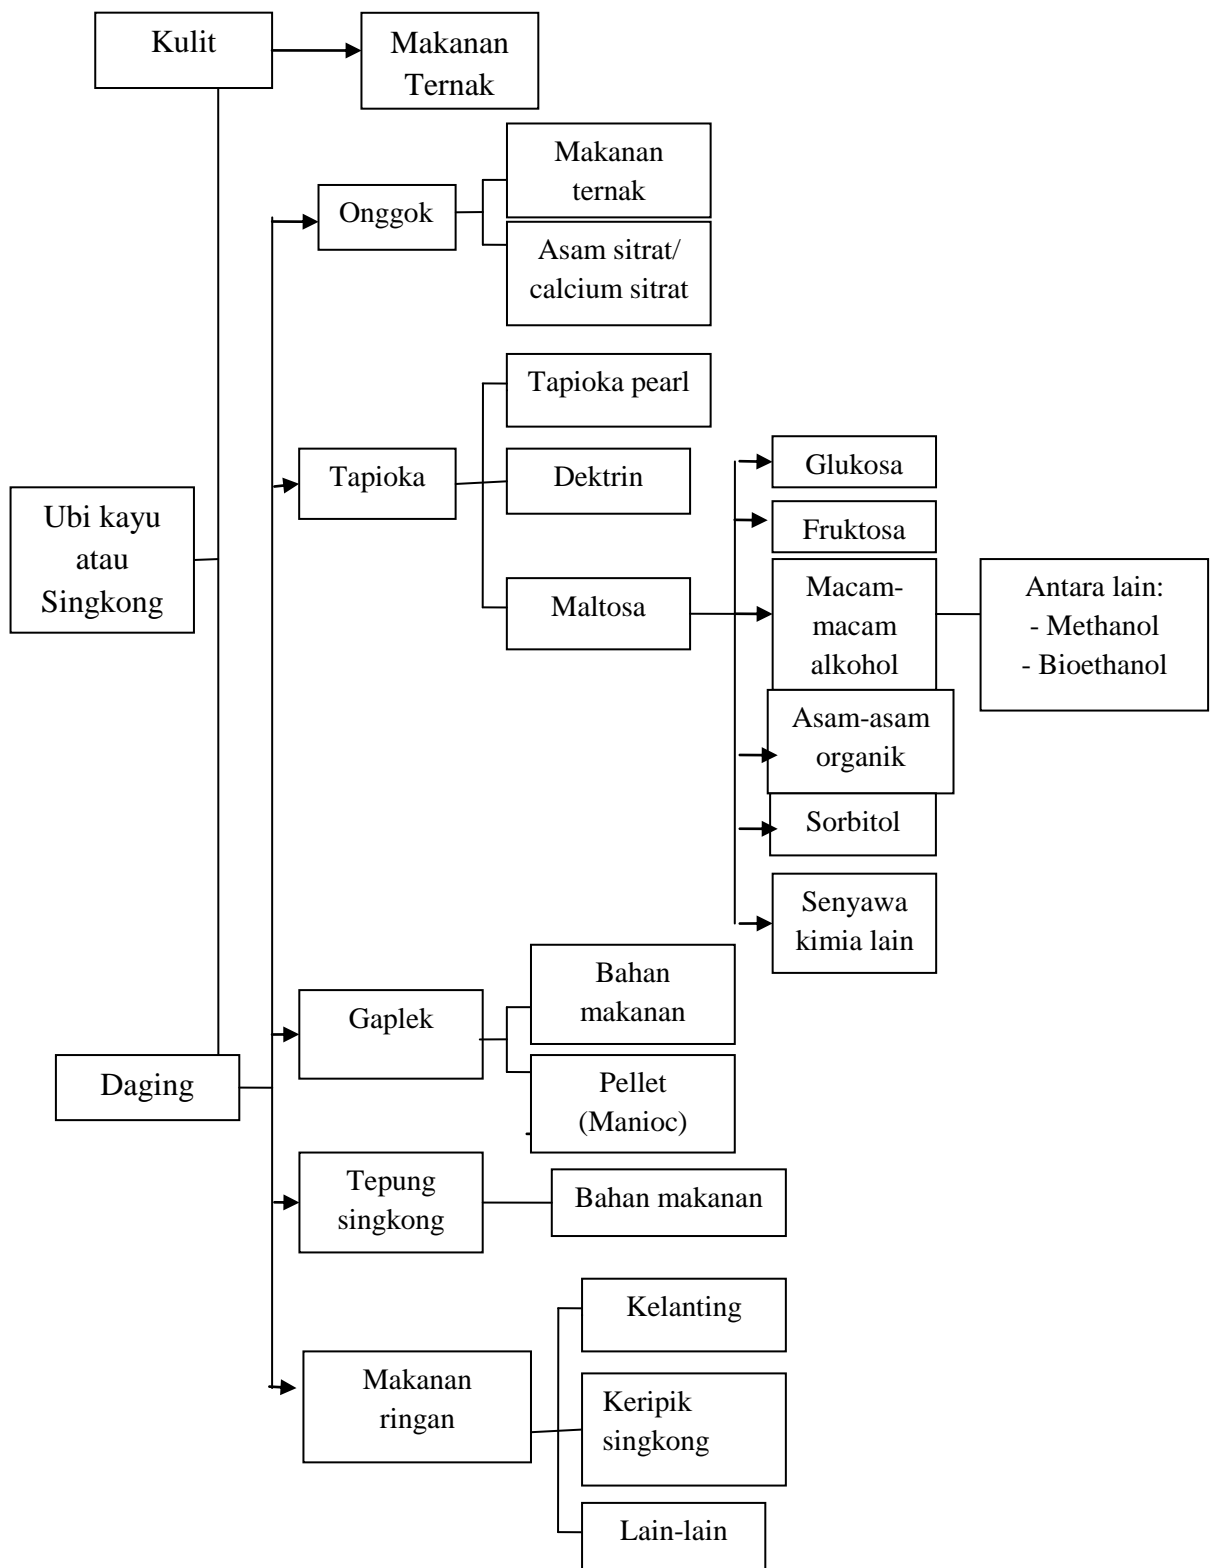 Kulit
Makanan
Ternak
Makanan
ternak
Onggok
Asam sitrat/
calcium sitrat
Tapioka pearl
Tapioka
Dektrin
Maltosa
Glukosa
Fruktosa
Macam-
macam
alkohol
Antara lain:
- Methanol
- Bioethanol
Asam-asam
organik
Sorbitol
Senyawa
kimia lain
Ubi kayu
atau
Singkong
Bahan
makanan
Gaplek
Pellet
(Manioc)
Daging
Tepung
singkong
Bahan makanan
Kelanting
Makanan
ringan
Keripik
singkong
Lain-lain